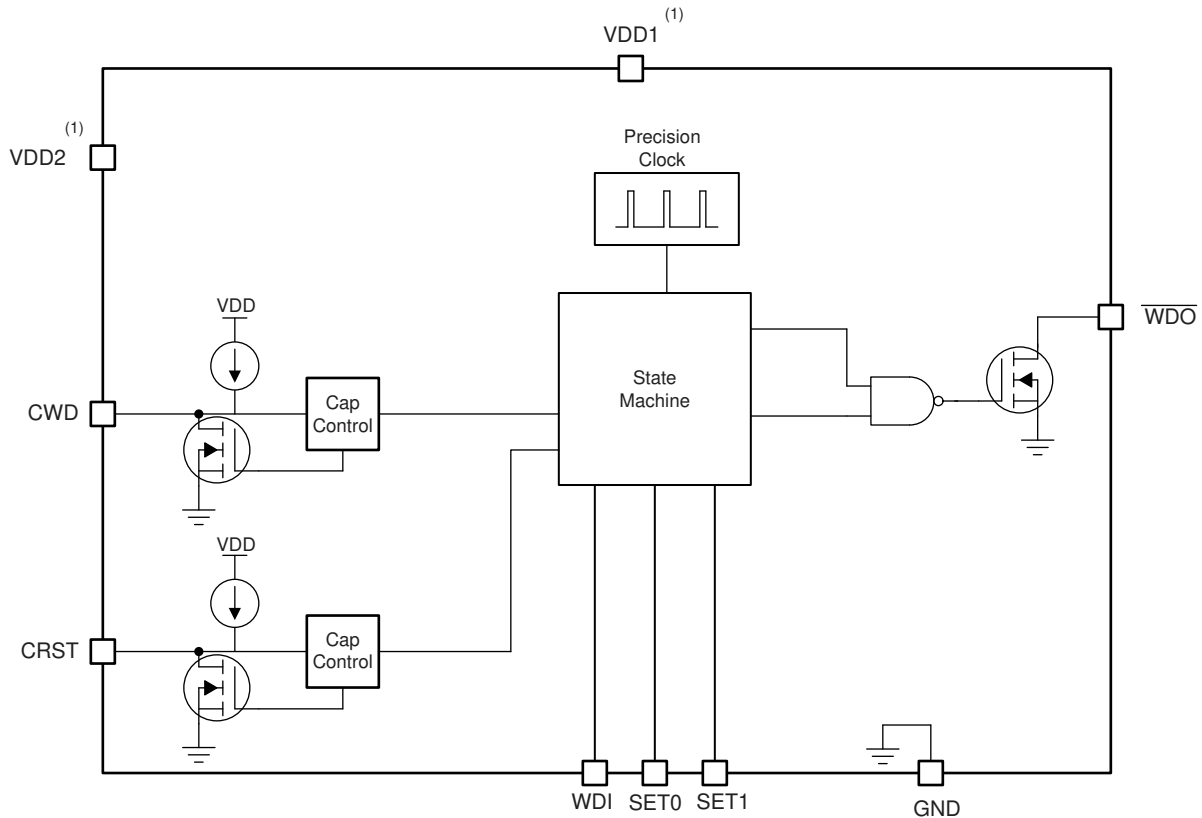 VDD1 (1)
(1)
VDD2
Precision
Clock
VDD
WDO
State
Machine
CWD
Cap
Control
VDD
CRST
Cap
Control
WDI
SET0
SET1
GND